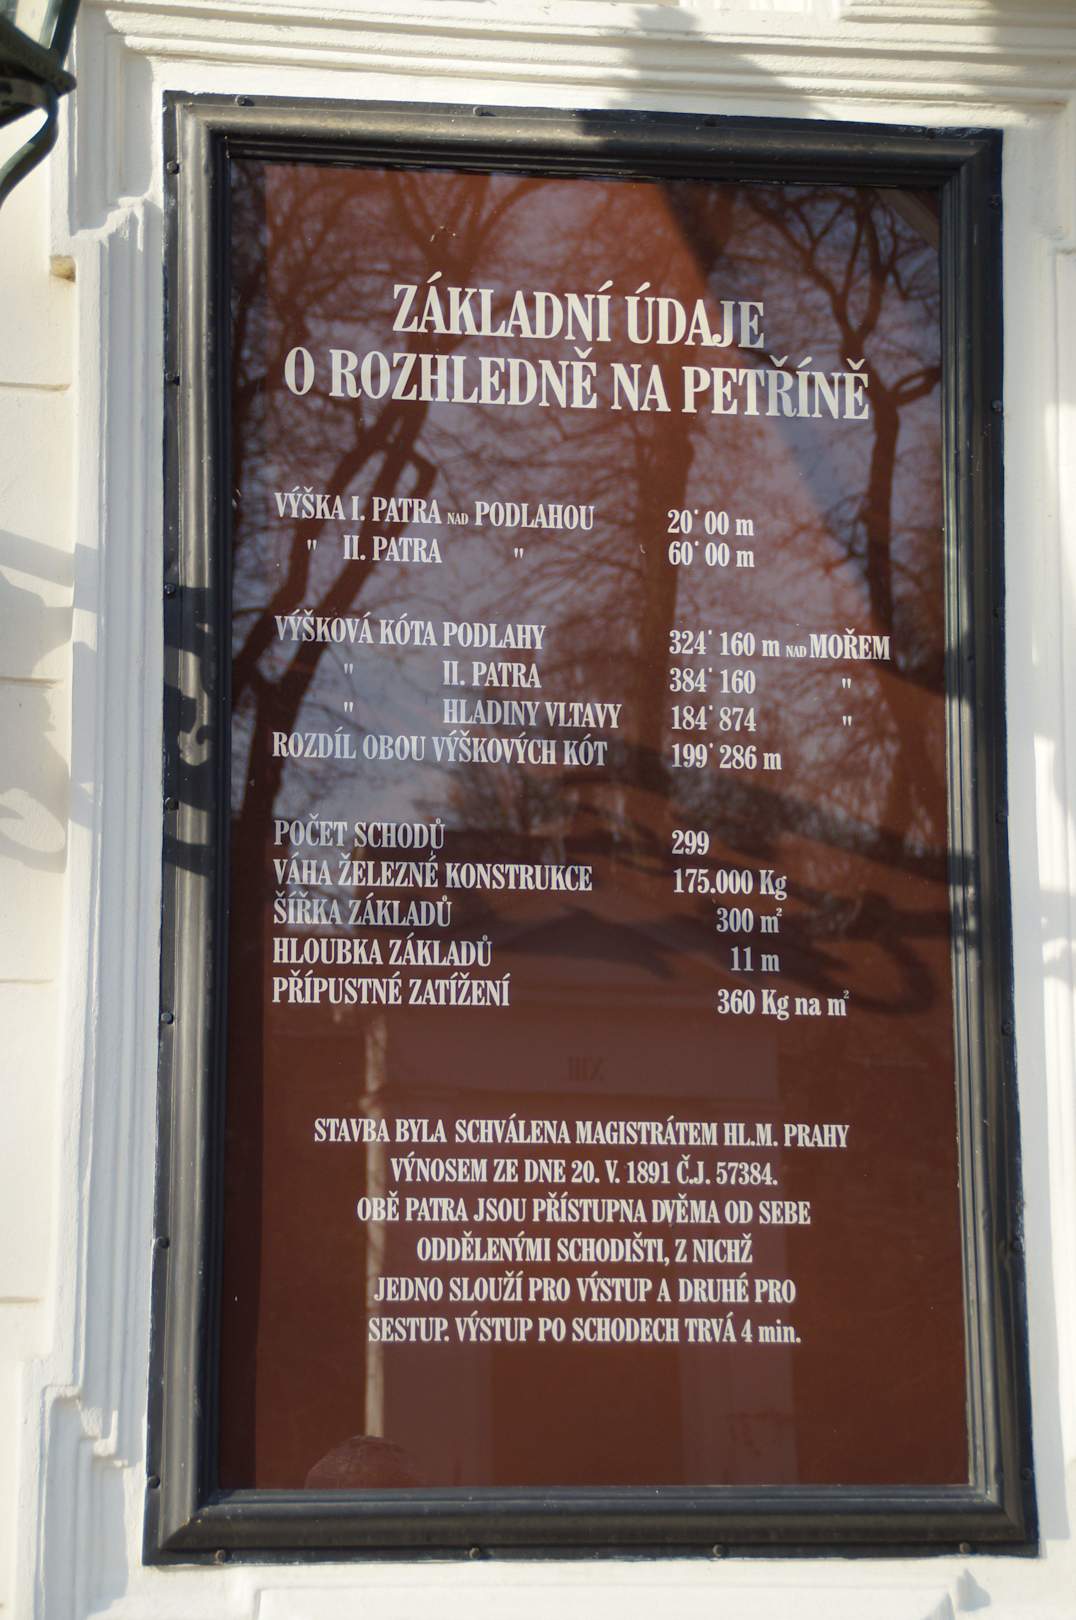 ZÁKLADNÍ ÚDAJE
O ROZHLEDNĚ NA PETŘÍNĚ
VÝŠKA I. PATRA NAD PODLAHOU 20˙00 m
" II. PATRA " 60˙00 m
VÝŠKOVÁ KÓTA PODLAHY 324˙160 m NAD MOŘEM
" II. PATRA 384˙160 "
" HLADINY VLTAVY 184˙874 "
ROZDÍL OBOU VÝŠKOVÝCH KÓT 199˙286 m
POČET SCHODŮ 299
VÁHA ŽELEZNÉ KONSTRUKCE 175.000 Kg
ŠÍŘKA ZÁKLADŮ 300 m²
HLOUBKA ZÁKLADŮ 11 m
PŘÍPUSTNÉ ZATÍŽENÍ 360 Kg na m²
STAVBA BYLA SCHVÁLENA MAGISTRÁTEM HL.M. PRAHY
VÝNOSEM ZE DNE 20. V. 1891 Č.J. 57384.
OBĚ PATRA JSOU PŘÍSTUPNA DVĚMA OD SEBE
ODDĚLENÝMI SCHODIŠTI, Z NICHŽ
JEDNO SLOUŽÍ PRO VÝSTUP A DRUHÉ PRO
SESTUP. VÝSTUP PO SCHODECH TRVÁ 4 min.